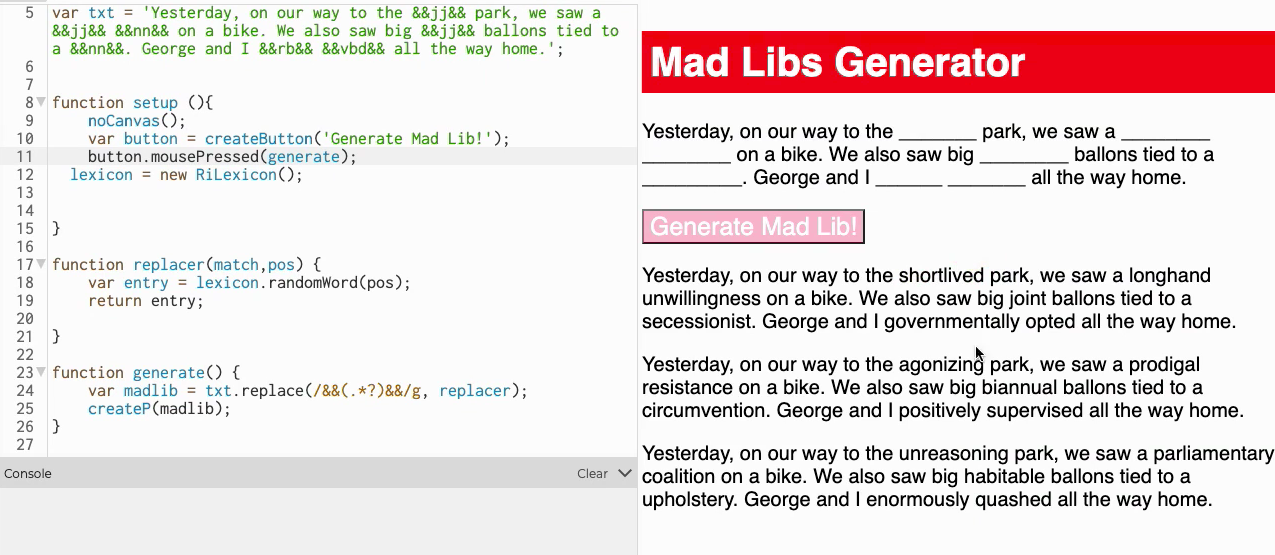 5 var txt = 'Yesterday, on our way to the &&jj&& park, we saw a
&&jj&& &&nn&& on a bike. We also saw big &&jj&& ballons tied to
a &&nn&&. George and I &&rb&& &&vbd&& all the way home.';
6
7
8 function setup (){
9 noCanvas();
10 var button = createButton('Generate Mad Lib!');
11 button.mousePressed(generate);
12 lexicon = new RiLexicon();
13
14
15 }
16
17 function replacer(match,pos) {
18 var entry = lexicon.randomWord(pos);
19 return entry;
20
21 }
22
23 function generate() {
24 var madlib = txt.replace(/&&(.*?)&&/g, replacer);
25 createP(madlib);
26 }
27
Console
Clear
Mad Libs Generator
Yesterday, on our way to the _______ park, we saw a ________
________ on a bike. We also saw big ________ ballons tied to a
_________. George and I ______ _______ all the way home.
Generate Mad Lib!
Yesterday, on our way to the shortlived park, we saw a longhand
unwillingness on a bike. We also saw big joint ballons tied to a
secessionist. George and I governmentally opted all the way home.
Yesterday, on our way to the agonizing park, we saw a prodigal
resistance on a bike. We also saw big biannual ballons tied to a
circumvention. George and I positively supervised all the way home.
Yesterday, on our way to the unreasoning park, we saw a parliamentary
coalition on a bike. We also saw big habitable ballons tied to a
upholstery. George and I enormously quashed all the way home.